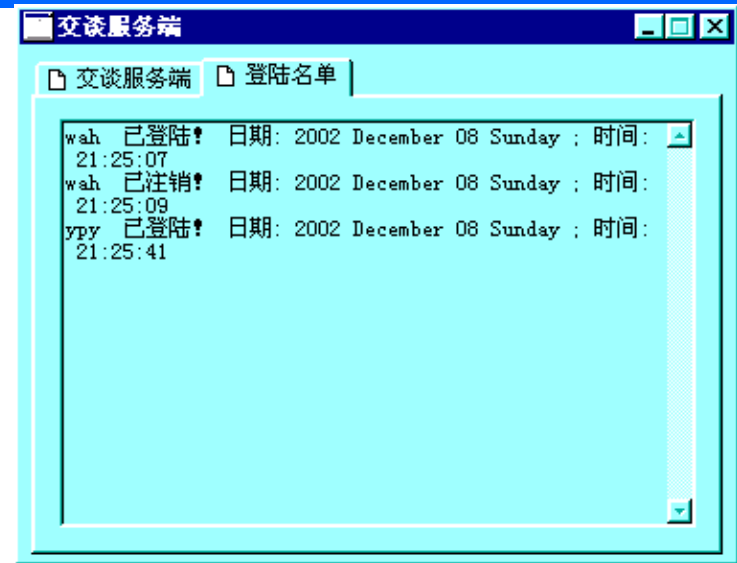 交谈服务端
交谈服务端 登陆名单
wah 已登陆! 日期: 2002 December 08 Sunday ; 时间:
21:25:07
wah 已注销! 日期: 2002 December 08 Sunday ; 时间:
21:25:09
ypy 已登陆! 日期: 2002 December 08 Sunday ; 时间:
21:25:41